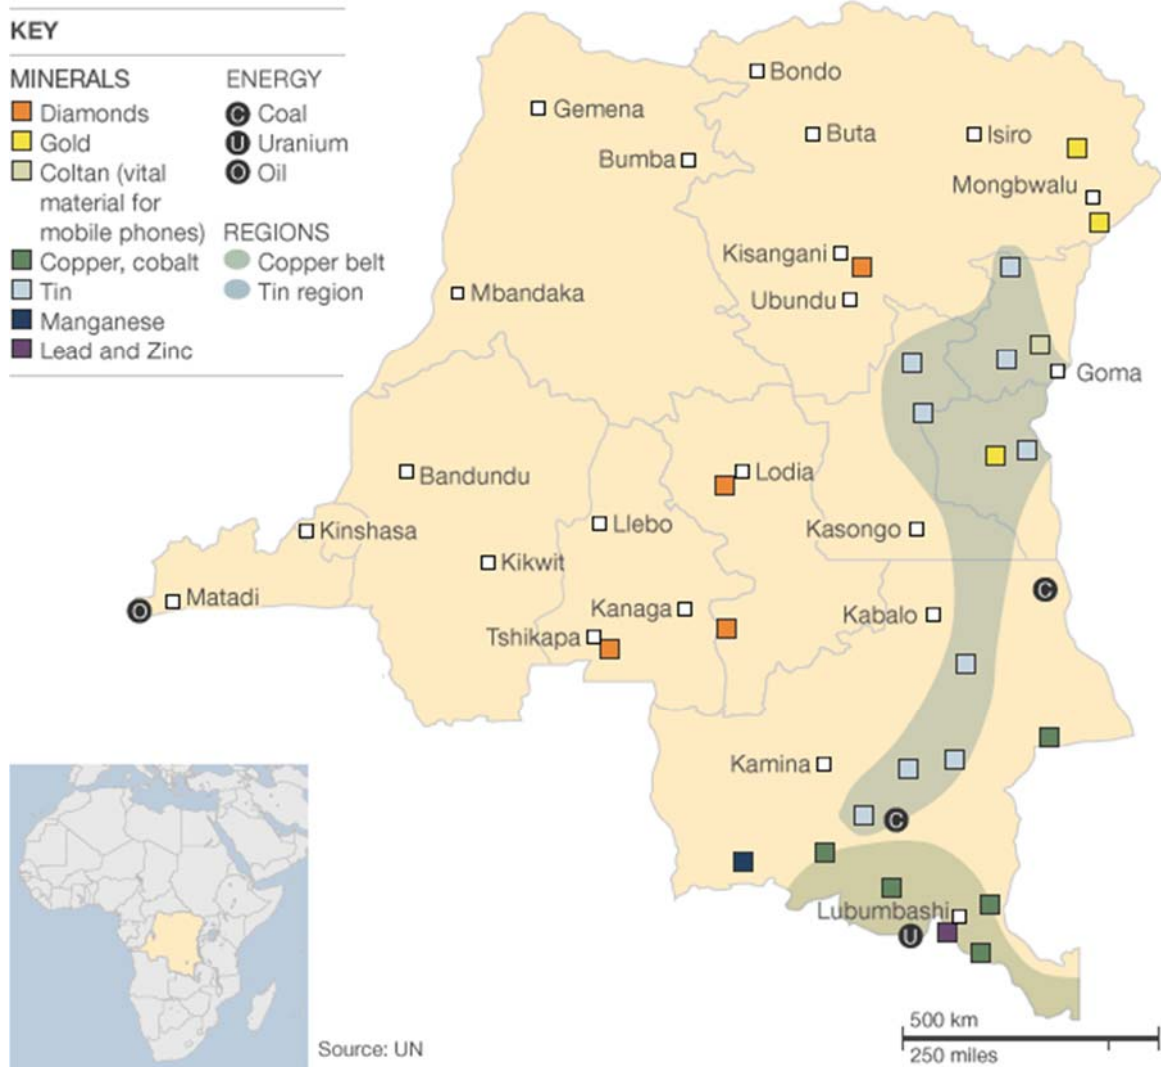 KEY
MINERALS
Diamonds
Gold
Coltan (vital
material for
mobile phones)
Copper, cobalt
Tin
Manganese
Lead and Zinc
ENERGY
C Coal
U Uranium
O Oil
REGIONS
Copper belt
Tin region
Bondo
Gemena
Buta
Isiro
Bumba
Mongbwalu
Kisangani
Mbandaka
Ubundu
Goma
Bandundu
Lodia
Kinshasa
Llebo
Kasongo
Kikwit
C
O
Matadi
Kanaga
Kabalo
Tshikapa
Kamina
C
Lubumbashi
U
500 km
250 miles
Source: UN